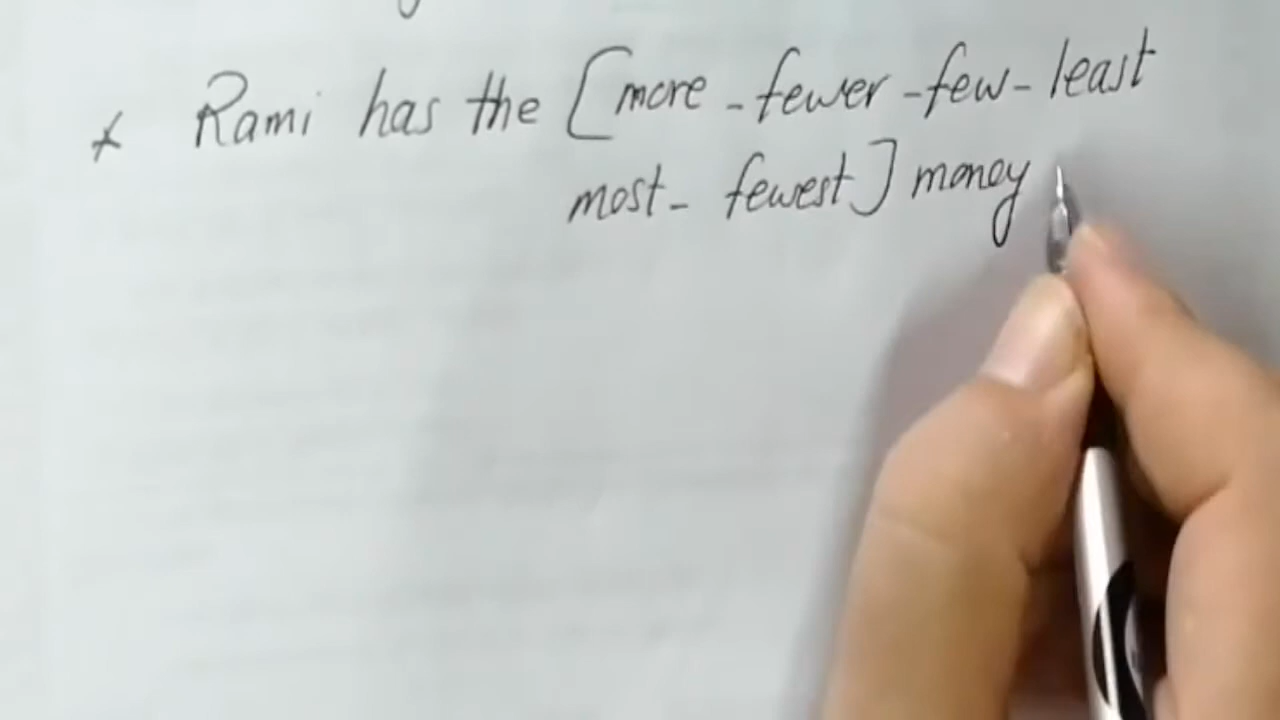 * Rami has the [more - fewer - few - least
most - fewest] money